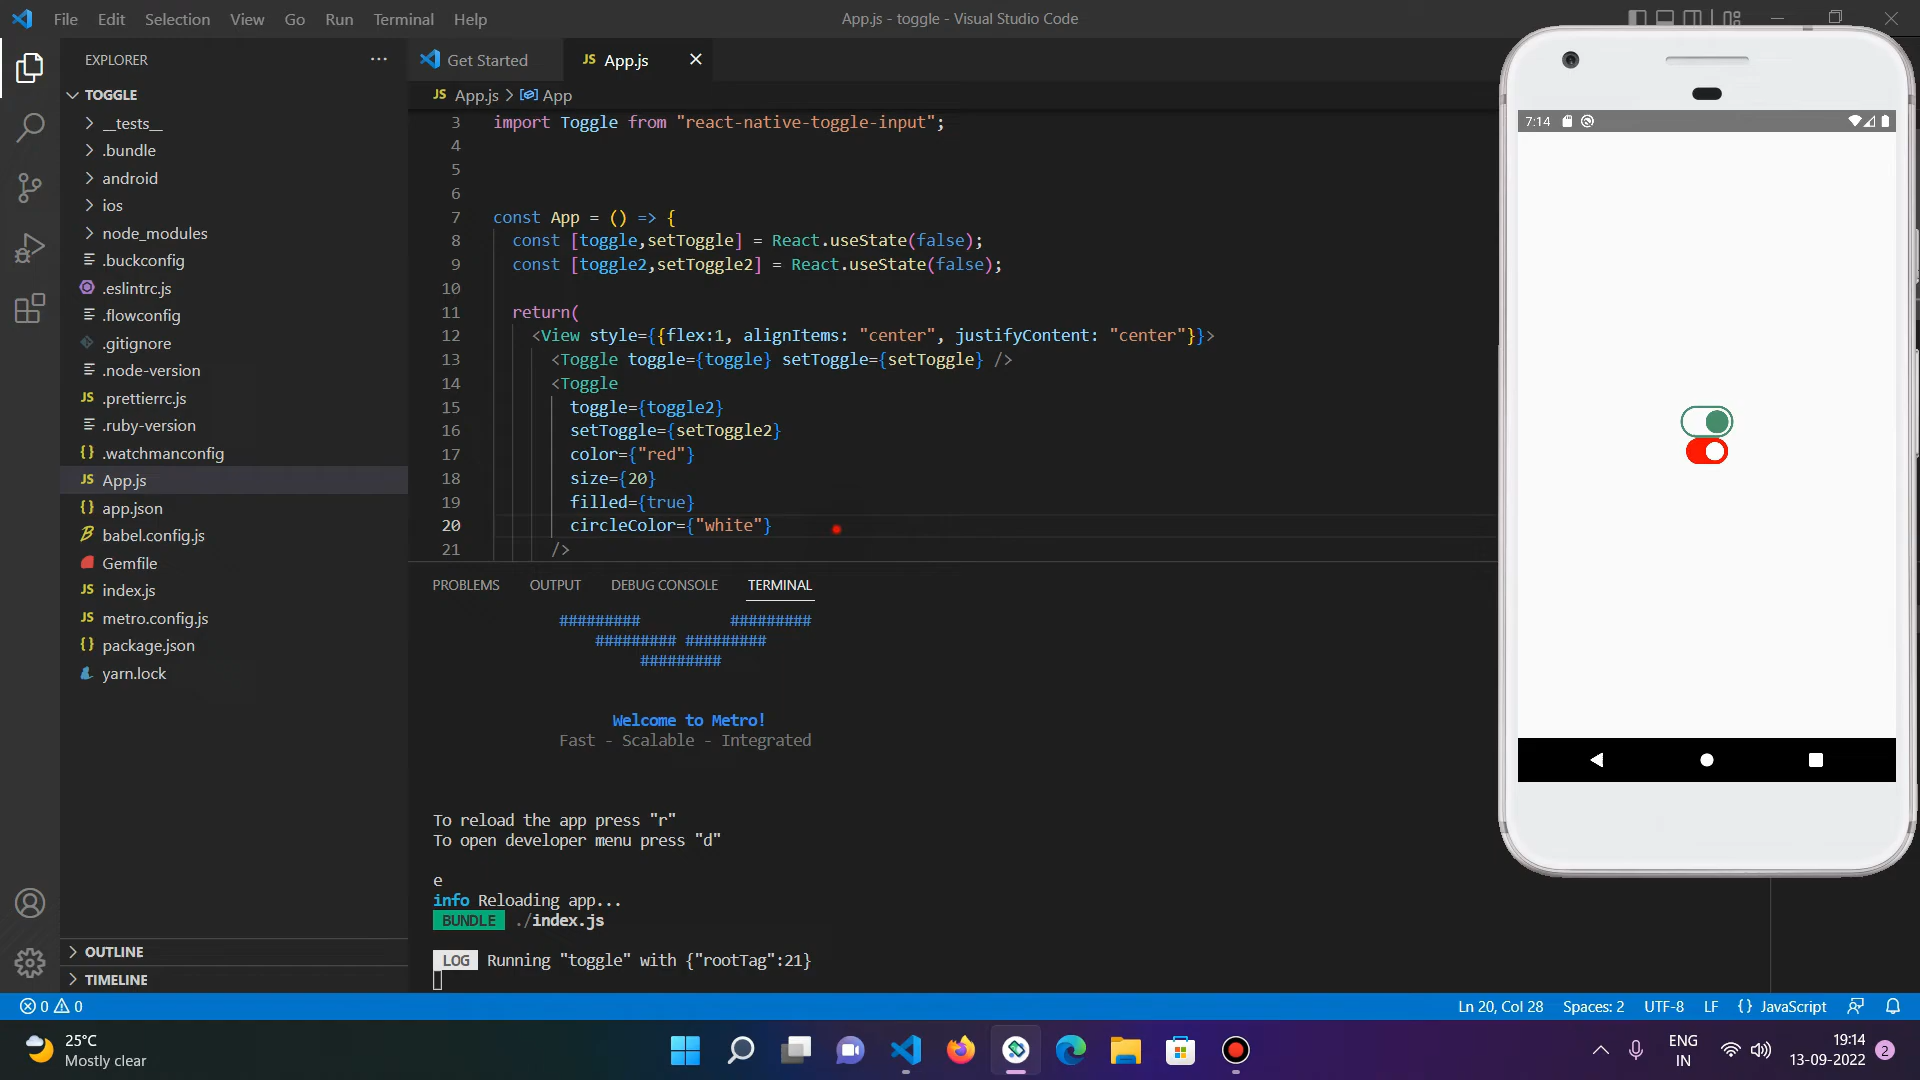 File Edit Selection View Go Run Terminal Help
App.js - toggle - Visual Studio Code
EXPLORER
TOGGLE
__tests__
.bundle
android
ios
node_modules
.buckconfig
.eslintrc.js
.flowconfig
.gitignore
.node-version
.prettierrc.js
.ruby-version
.watchmanconfig
App.js
app.json
babel.config.js
Gemfile
index.js
metro.config.js
package.json
yarn.lock
OUTLINE
TIMELINE
Get Started
JS App.js
JS App.js > App
3 import Toggle from "react-native-toggle-input";
4
5
6
7 const App = () => {
8 const [toggle,setToggle] = React.useState(false);
9 const [toggle2,setToggle2] = React.useState(false);
10
11 return(
12 <View style={{flex:1, alignItems: "center", justifyContent: "center"}}>
13 <Toggle toggle={toggle} setToggle={setToggle} />
14 <Toggle
15 toggle={toggle2}
16 setToggle={setToggle2}
17 color={"red"}
18 size={20}
19 filled={true}
20 circleColor={"white"}
21 />
PROBLEMS OUTPUT DEBUG CONSOLE TERMINAL
######### #########
######### #########
#########
Welcome to Metro!
Fast - Scalable - Integrated
To reload the app press "r"
To open developer menu press "d"
e
info Reloading app...
BUNDLE ./index.js
LOG Running "toggle" with {"rootTag":21}
7:14
0 0
Ln 20, Col 28 Spaces: 2 UTF-8 LF {} JavaScript
25°C
Mostly clear
ENG
IN
19:14
13-09-2022
2